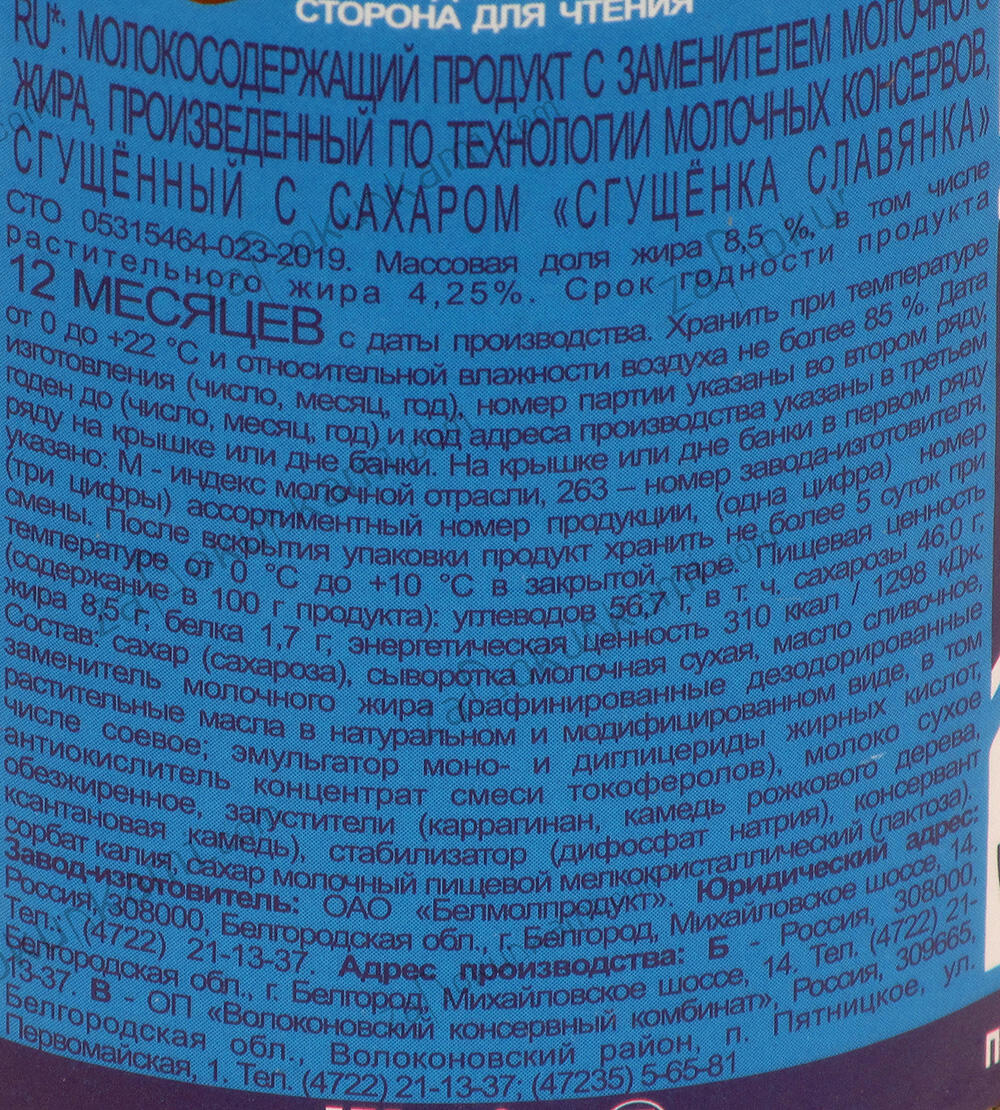 СТОРОНА ДЛЯ ЧТЕНИЯ
RU*. МОЛОКОСОДЕРЖАЩИЙ ПРОДУКТ С ЗАМЕНИТЕЛЕМ МОЛОЧНОГО
ЖИРА, ПРОИЗВЕДЕННЫЙ ПО ТЕХНОЛОГИИ МОЛОЧНЫХ КОНСЕРВОВ,
СГУЩЁННЫЙ С САХАРОМ «СГУЩЁНКА СЛАВЯНКА»
СТО 05315464-023-2019. Массовая доля жира 8,5 %, в том числе
растительного жира 4,25%. Срок годности продукта
12 МЕСЯЦЕВ с даты производства. Хранить при температуре
от 0 до +22 °С и относительной влажности воздуха не более 85 %. Дата
изготовления (число, месяц, год), номер партии указаны во втором ряду,
годен до (число, месяц, год) и код адреса производства указаны в третьем
ряду на крышке или дне банки. На крышке или дне банки в первом ряду
указано: М - индекс молочной отрасли, 263 – номер завода-изготовителя,
(три цифры) ассортиментный номер продукции, (одна цифра) номер
смены. После вскрытия упаковки продукт хранить не более 5 суток при
температуре от 0 °С до +10 °С в закрытой таре. Пищевая ценность
(содержание в 100 г продукта): углеводов 56,7 г, в т. ч. сахарозы 46,0 г,
жира 8,5 г, белка 1,7 г, энергетическая ценность 310 ккал / 1298 кДж.
Состав: сахар (сахароза), сыворотка молочная сухая, масло сливочное,
заменитель молочного жира (рафинированные дезодорированные
растительные масла в натуральном и модифицированном виде, в том
числе соевое; эмульгатор моно- и диглицериды жирных кислот,
антиокислитель концентрат смеси токоферолов), молоко сухое
обезжиренное, загустители (каррагинан, камедь рожкового дерева,
ксантановая камедь), стабилизатор (дифосфат натрия), консервант
сорбат калия, сахар молочный пищевой мелкокристаллический (лактоза).
Завод-изготовитель: ОАО «Белмолпродукт». Юридический адрес:
Россия, 308000, Белгородская обл., г. Белгород, Михайловское шоссе, 14.
Тел.: (4722) 21-13-37. Адрес производства: Б - Россия, 308000,
Белгородская обл., г. Белгород, Михайловское шоссе, 14. Тел. (4722) 21-
13-37. В - ОП «Волоконовский консервный комбинат», Россия, 309665,
Белгородская обл., Волоконовский район, п. Пятницкое, ул.
Первомайская, 1. Тел. (4722) 21-13-37; (47235) 5-65-81